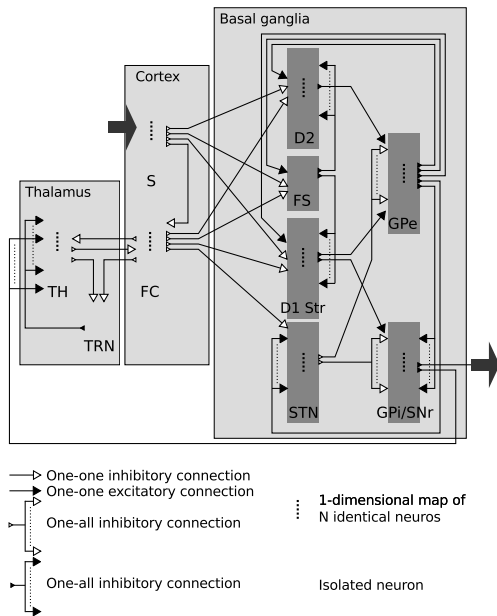 Basal ganglia
Cortex
D2
S
FS
Thalamus
GPe
TH
FC
D1 Str
TRN
STN
GPi/SNr
One-one inhibitory connection
One-one excitatory connection
One-all inhibitory connection
1-dimensional map of
N identical neuros
One-all inhibitory connection
Isolated neuron